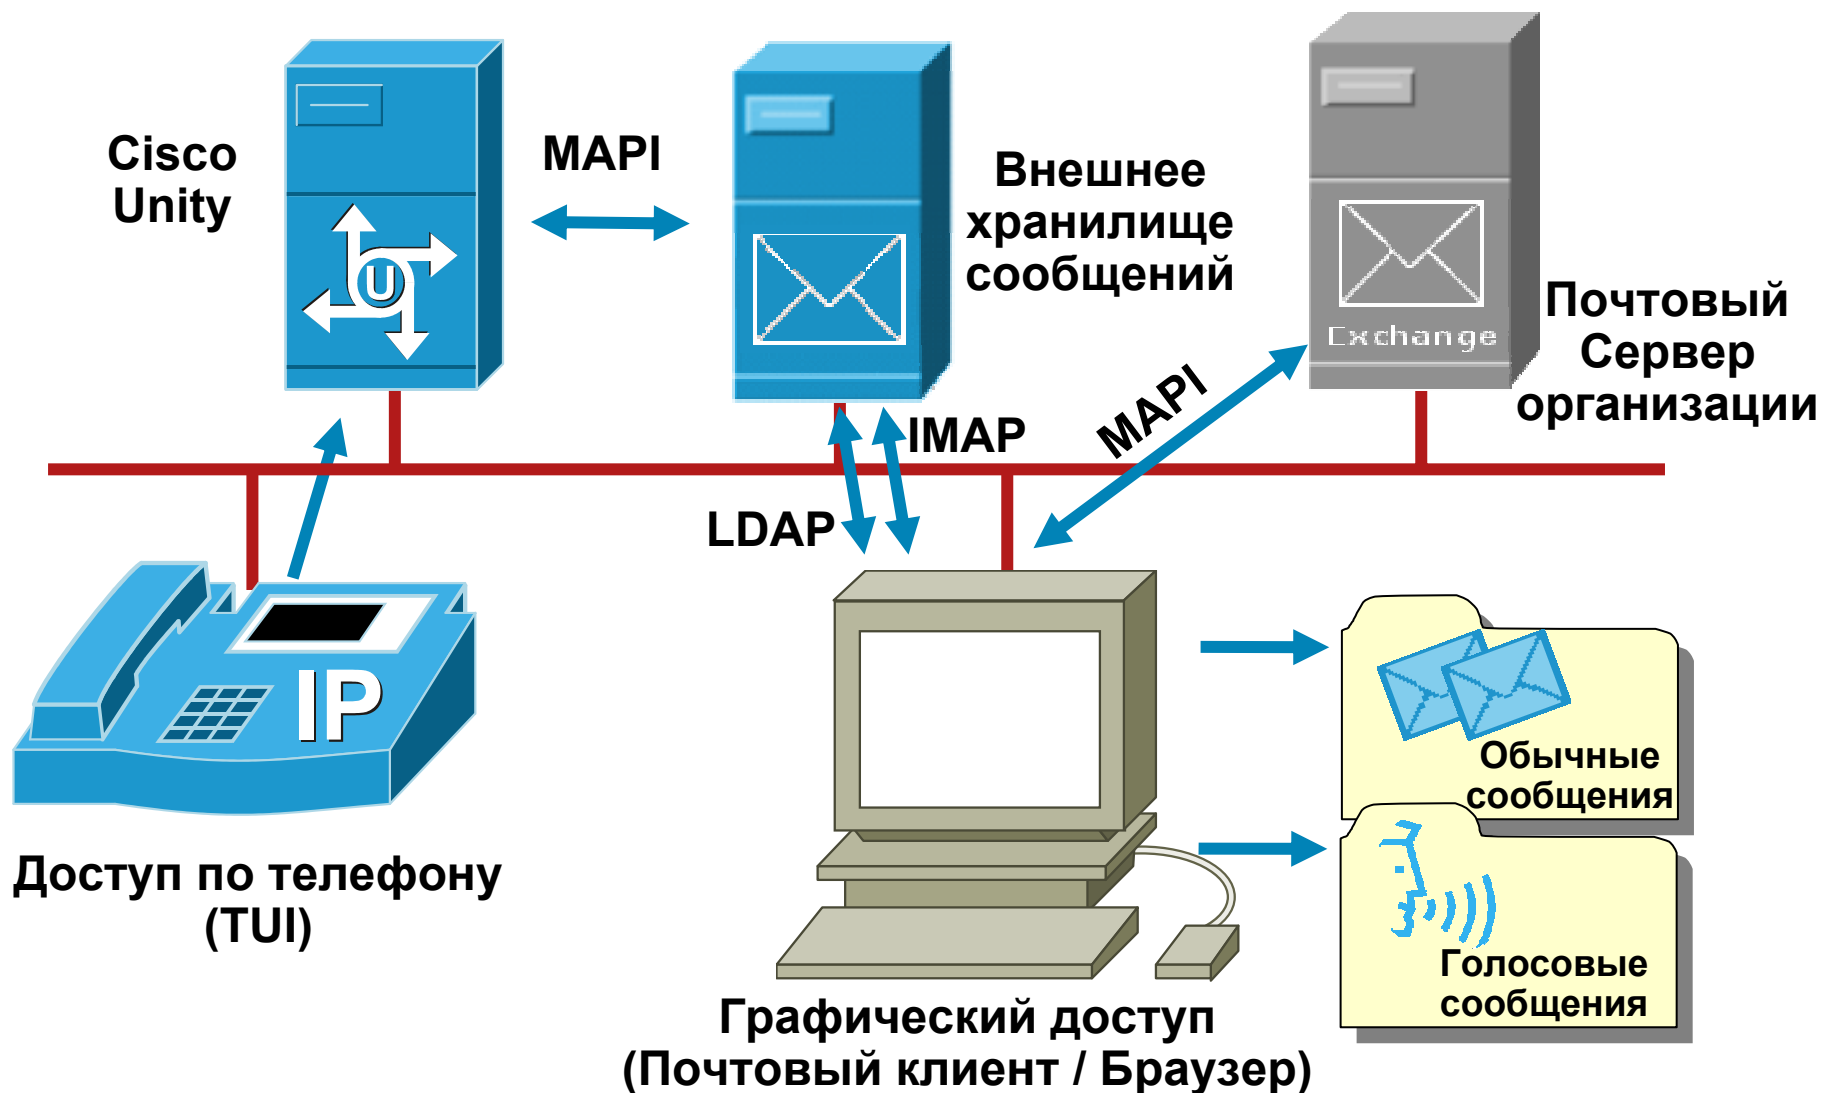 Cisco
Unity
MAPI
Внешнее
хранилище
сообщений
U
Exchange
Почтовый
Сервер
организации
MAPI
IMAP
LDAP
IP
Обычные
сообщения
Доступ по телефону
(TUI)
Голосовые
сообщения
Графический доступ
(Почтовый клиент / Браузер)